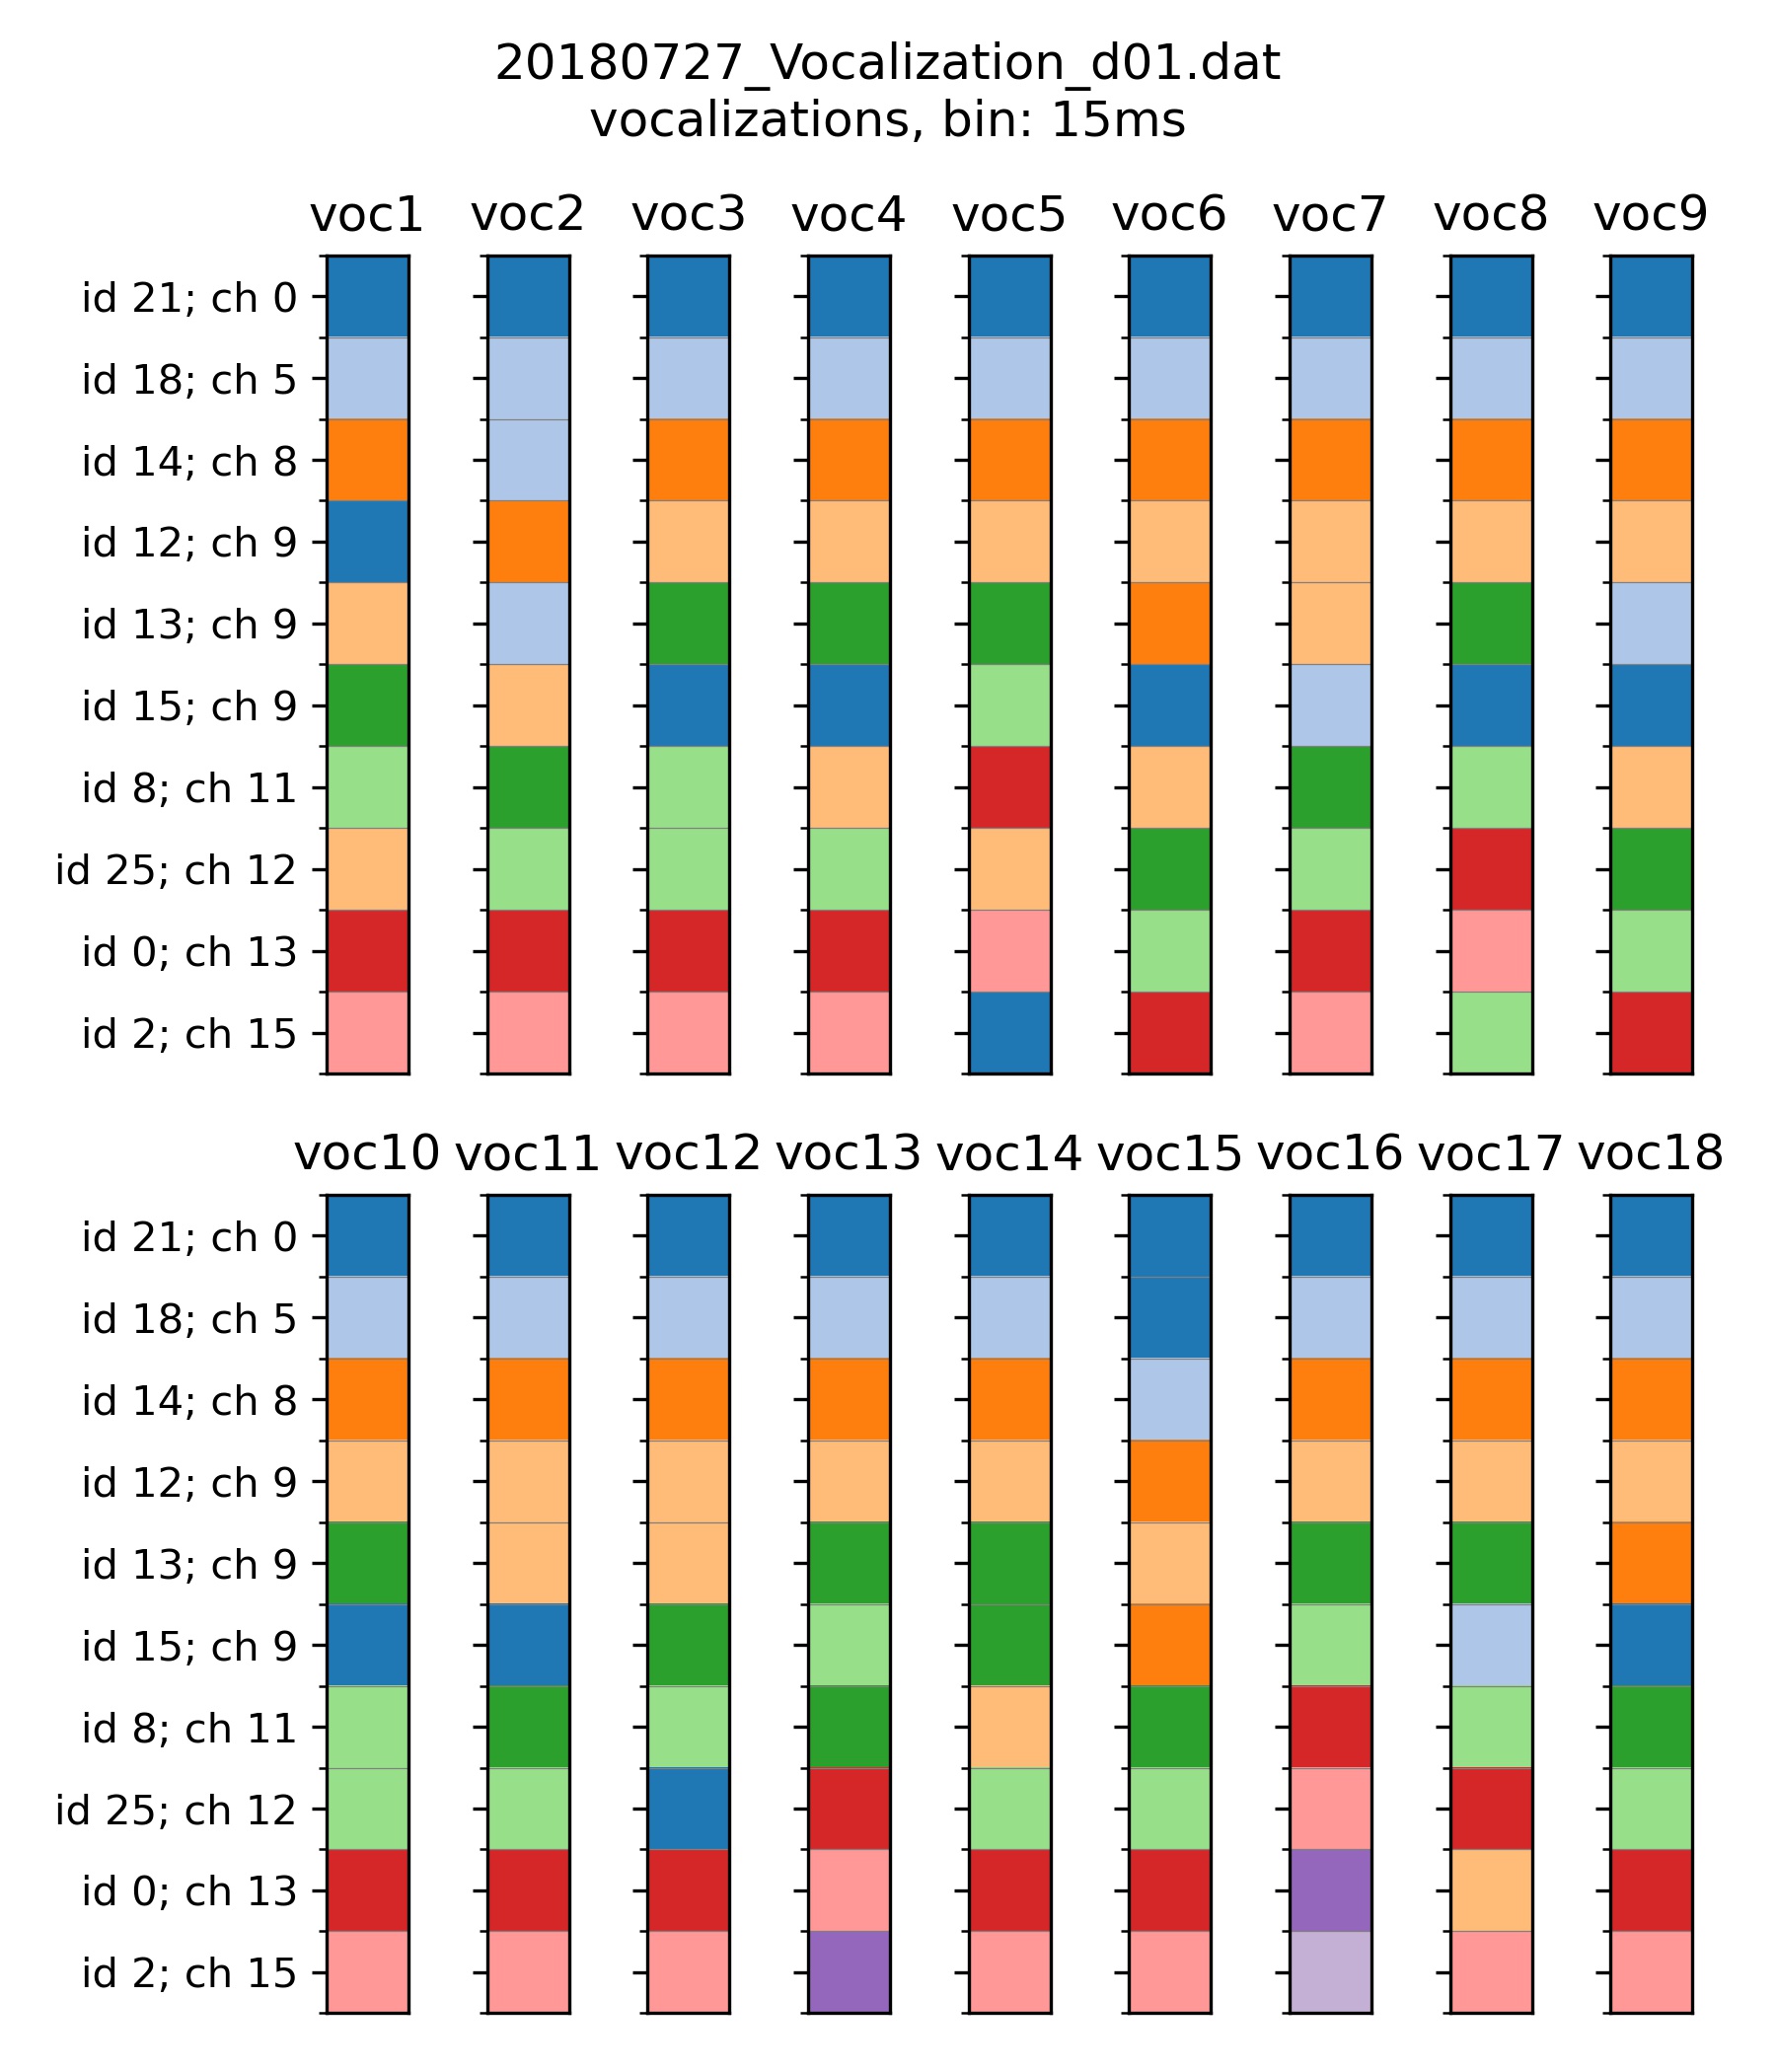 20180727_Vocalization_d01.dat
vocalizations, bin: 15ms
voc1 voc2 voc3 voc4 voc5 voc6 voc7 voc8 voc9
id 21; ch 0
id 18; ch 5
id 14; ch 8
id 12; ch 9
id 13; ch 9
id 15; ch 9
id 8; ch 11
id 25; ch 12
id 0; ch 13
id 2; ch 15
voc10 voc11 voc12 voc13 voc14 voc15 voc16 voc17 voc18
id 21; ch 0
id 18; ch 5
id 14; ch 8
id 12; ch 9
id 13; ch 9
id 15; ch 9
id 8; ch 11
id 25; ch 12
id 0; ch 13
id 2; ch 15